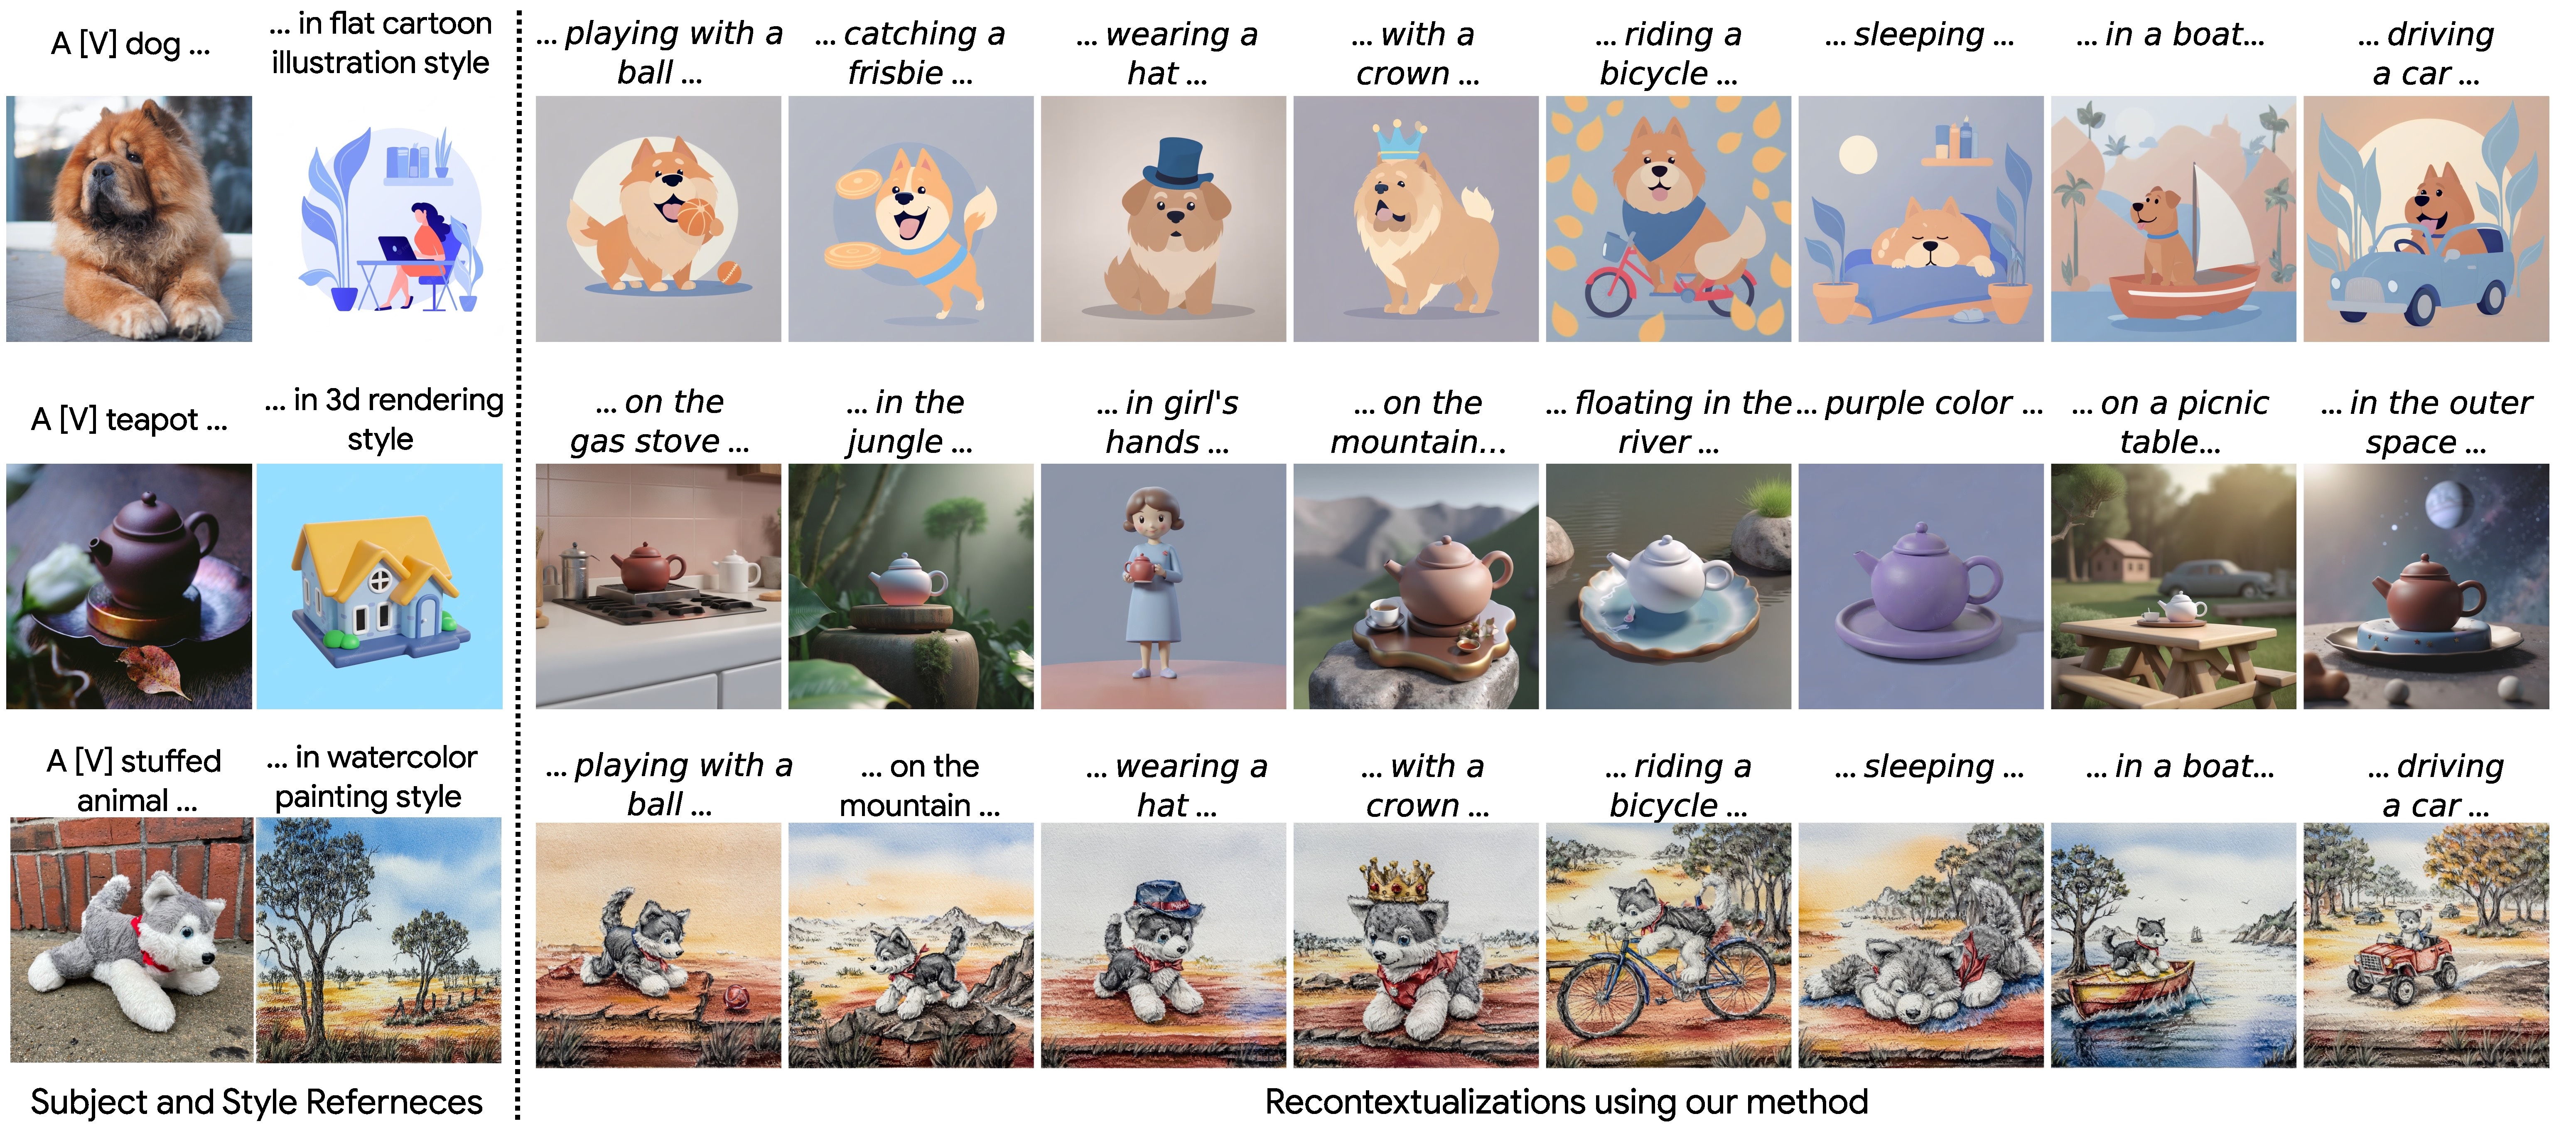 A [V] dog ...
... in flat cartoon
illustration style
... playing with a
ball ...
... catching a
frisbie ...
... wearing a
hat ...
... with a
crown ...
... riding a
bicycle ...
... sleeping ...
... in a boat...
... driving
a car ...
A [V] teapot ...
... in 3d rendering
style
... on the
gas stove ...
... in the
jungle ...
... in girl's
hands ...
... on the
mountain...
... floating in the
river ...
... purple color ...
... on a picnic
table...
... in the outer
space ...
A [V] stuffed
animal ...
... in watercolor
painting style
... playing with a
ball ...
... on the
mountain ...
... wearing a
hat ...
... with a
crown ...
... riding a
bicycle ...
... sleeping ...
... in a boat...
... driving
a car ...
Subject and Style Referneces
Recontextualizations using our method